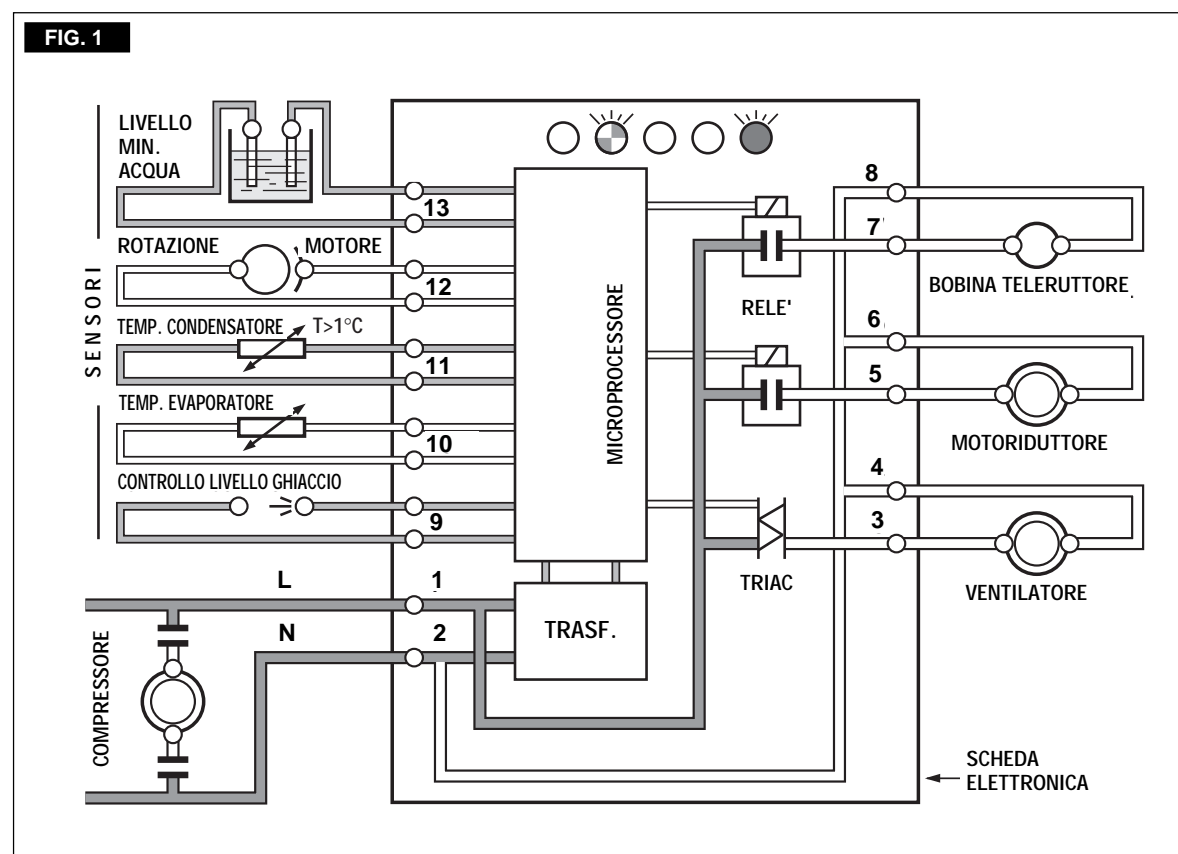 FIG. 1
LIVELLO
MIN.
ACQUA
13
ROTAZIONE MOTORE
12
TEMP. CONDENSATORE T>1°C
11
TEMP. EVAPORATORE
10
CONTROLLO LIVELLO GHIACCIO
9
SENSORI
L
1
N
2
COMPRESSORE
MICROPROCESSORE
TRASF.
RELE'
TRIAC
8
7
BOBINA TELERUTTORE.
6
5
MOTORIDUTTORE
4
3
VENTILATORE
SCHEDA
ELETTRONICA